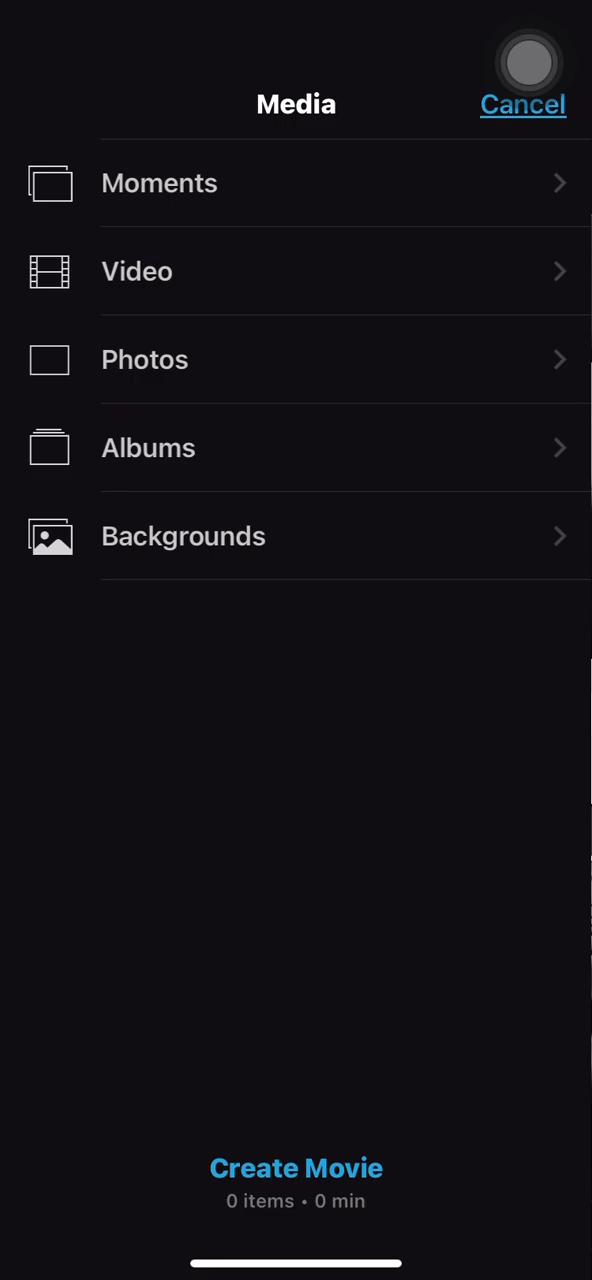 Media
Cancel
Moments
Video
Photos
Albums
Backgrounds
Create Movie
0 items • 0 min